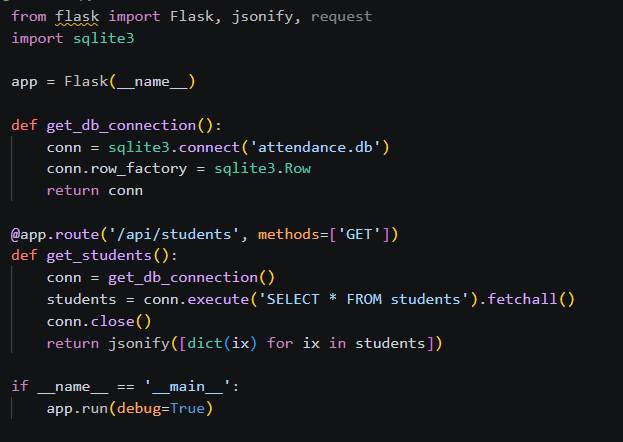 from flask import Flask, jsonify, request
import sqlite3

app = Flask(__name__)

def get_db_connection():
    conn = sqlite3.connect('attendance.db')
    conn.row_factory = sqlite3.Row
    return conn

@app.route('/api/students', methods=['GET'])
def get_students():
    conn = get_db_connection()
    students = conn.execute('SELECT * FROM students').fetchall()
    conn.close()
    return jsonify([dict(ix) for ix in students])

if __name__ == '__main__':
    app.run(debug=True)